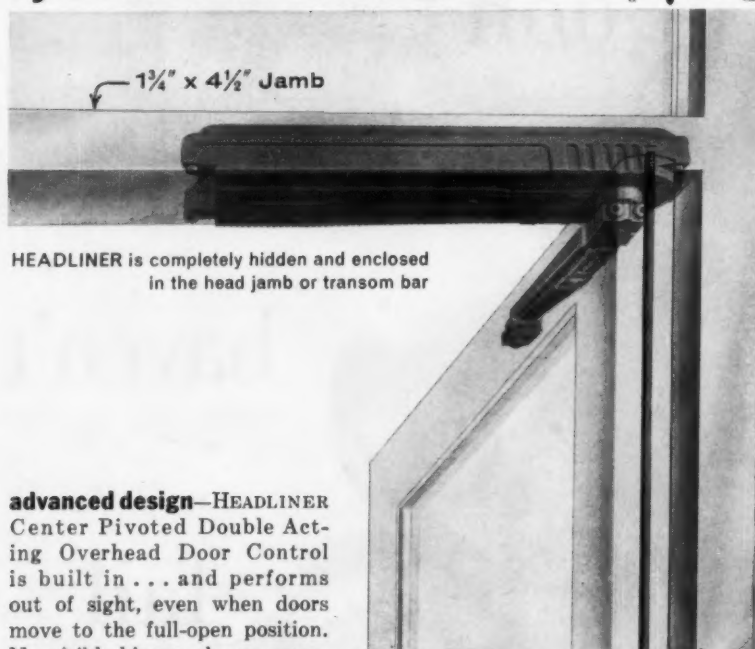 1¾" x 4½" Jamb
HEADLINER is completely hidden and enclosed
in the head jamb or transom bar
advanced design—HEADLINER
Center Pivoted Double Act-
ing Overhead Door Control
is built in . . . and performs
out of sight, even when doors
move to the full-open position.